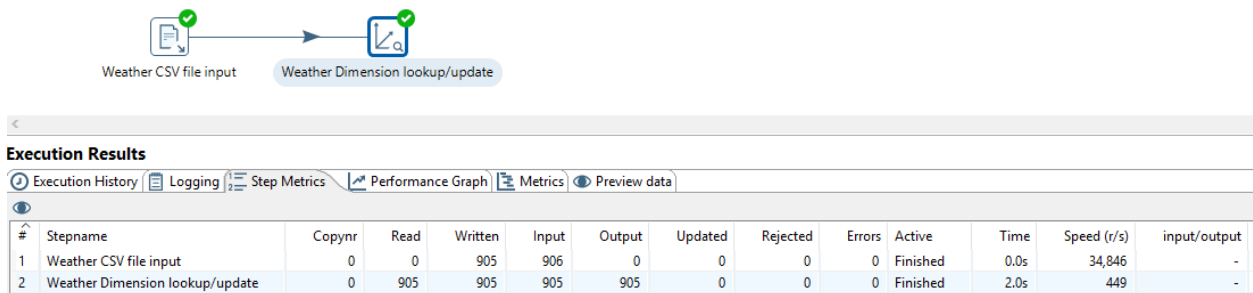 Weather CSV file input Weather Dimension lookup/update
Execution Results
Execution History Logging Step Metrics Performance Graph Metrics Preview data
# Stepname Copynr Read Written Input Output Updated Rejected Errors Active Time Speed (r/s) input/output
1 Weather CSV file input 0 0 905 906 0 0 0 0 Finished 0.0s 34,846 -
2 Weather Dimension lookup/update 0 905 905 905 905 0 0 0 Finished 2.0s 449 -